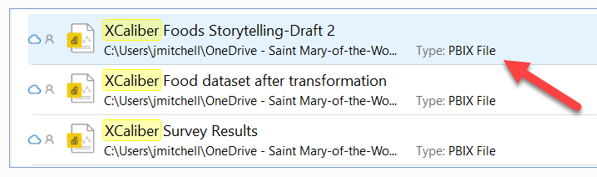 XCaliber Foods Storytelling-Draft 2
C:\Users\jmitchell\OneDrive - Saint Mary-of-the-Wo... Type: PBIX File
XCaliber Food dataset after transformation
C:\Users\jmitchell\OneDrive - Saint Mary-of-the-Wo... Type: PBIX File
XCaliber Survey Results
C:\Users\jmitchell\OneDrive - Saint Mary-of-the-Wo... Type: PBIX File